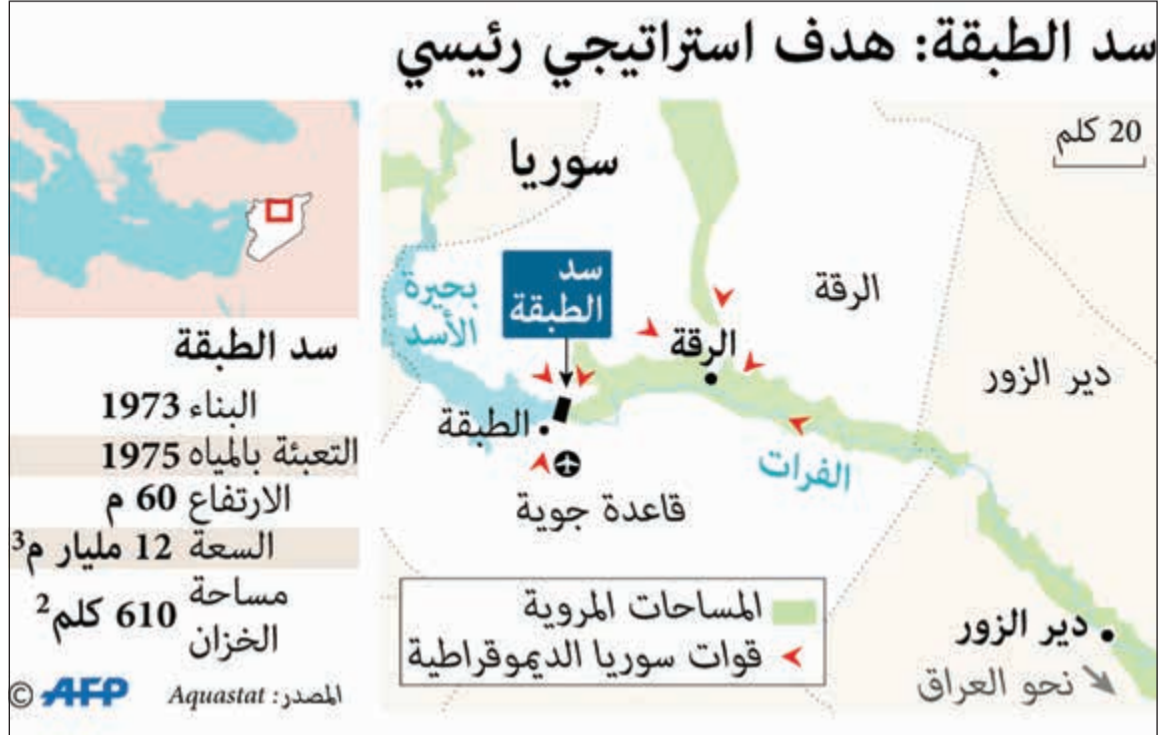 سد الطبقة: هدف استراتيجي رئيسي
20 كلم
سوريا
سد
الطبقة
بحيرة
الأسد
الرقة
الرقة
دير الزور
الطبقة
الفرات
قاعدة جوية
المساحات المروية
قوات سوريا الديموقراطية
دير الزور
نحو العراق
سد الطبقة
البناء 1973
التعبئة بالمياه 1975
الارتفاع 60 م
السعة 12 مليار م³
مساحة
الخزان 610 كلم²
المصدر: Aquastat
© AFP